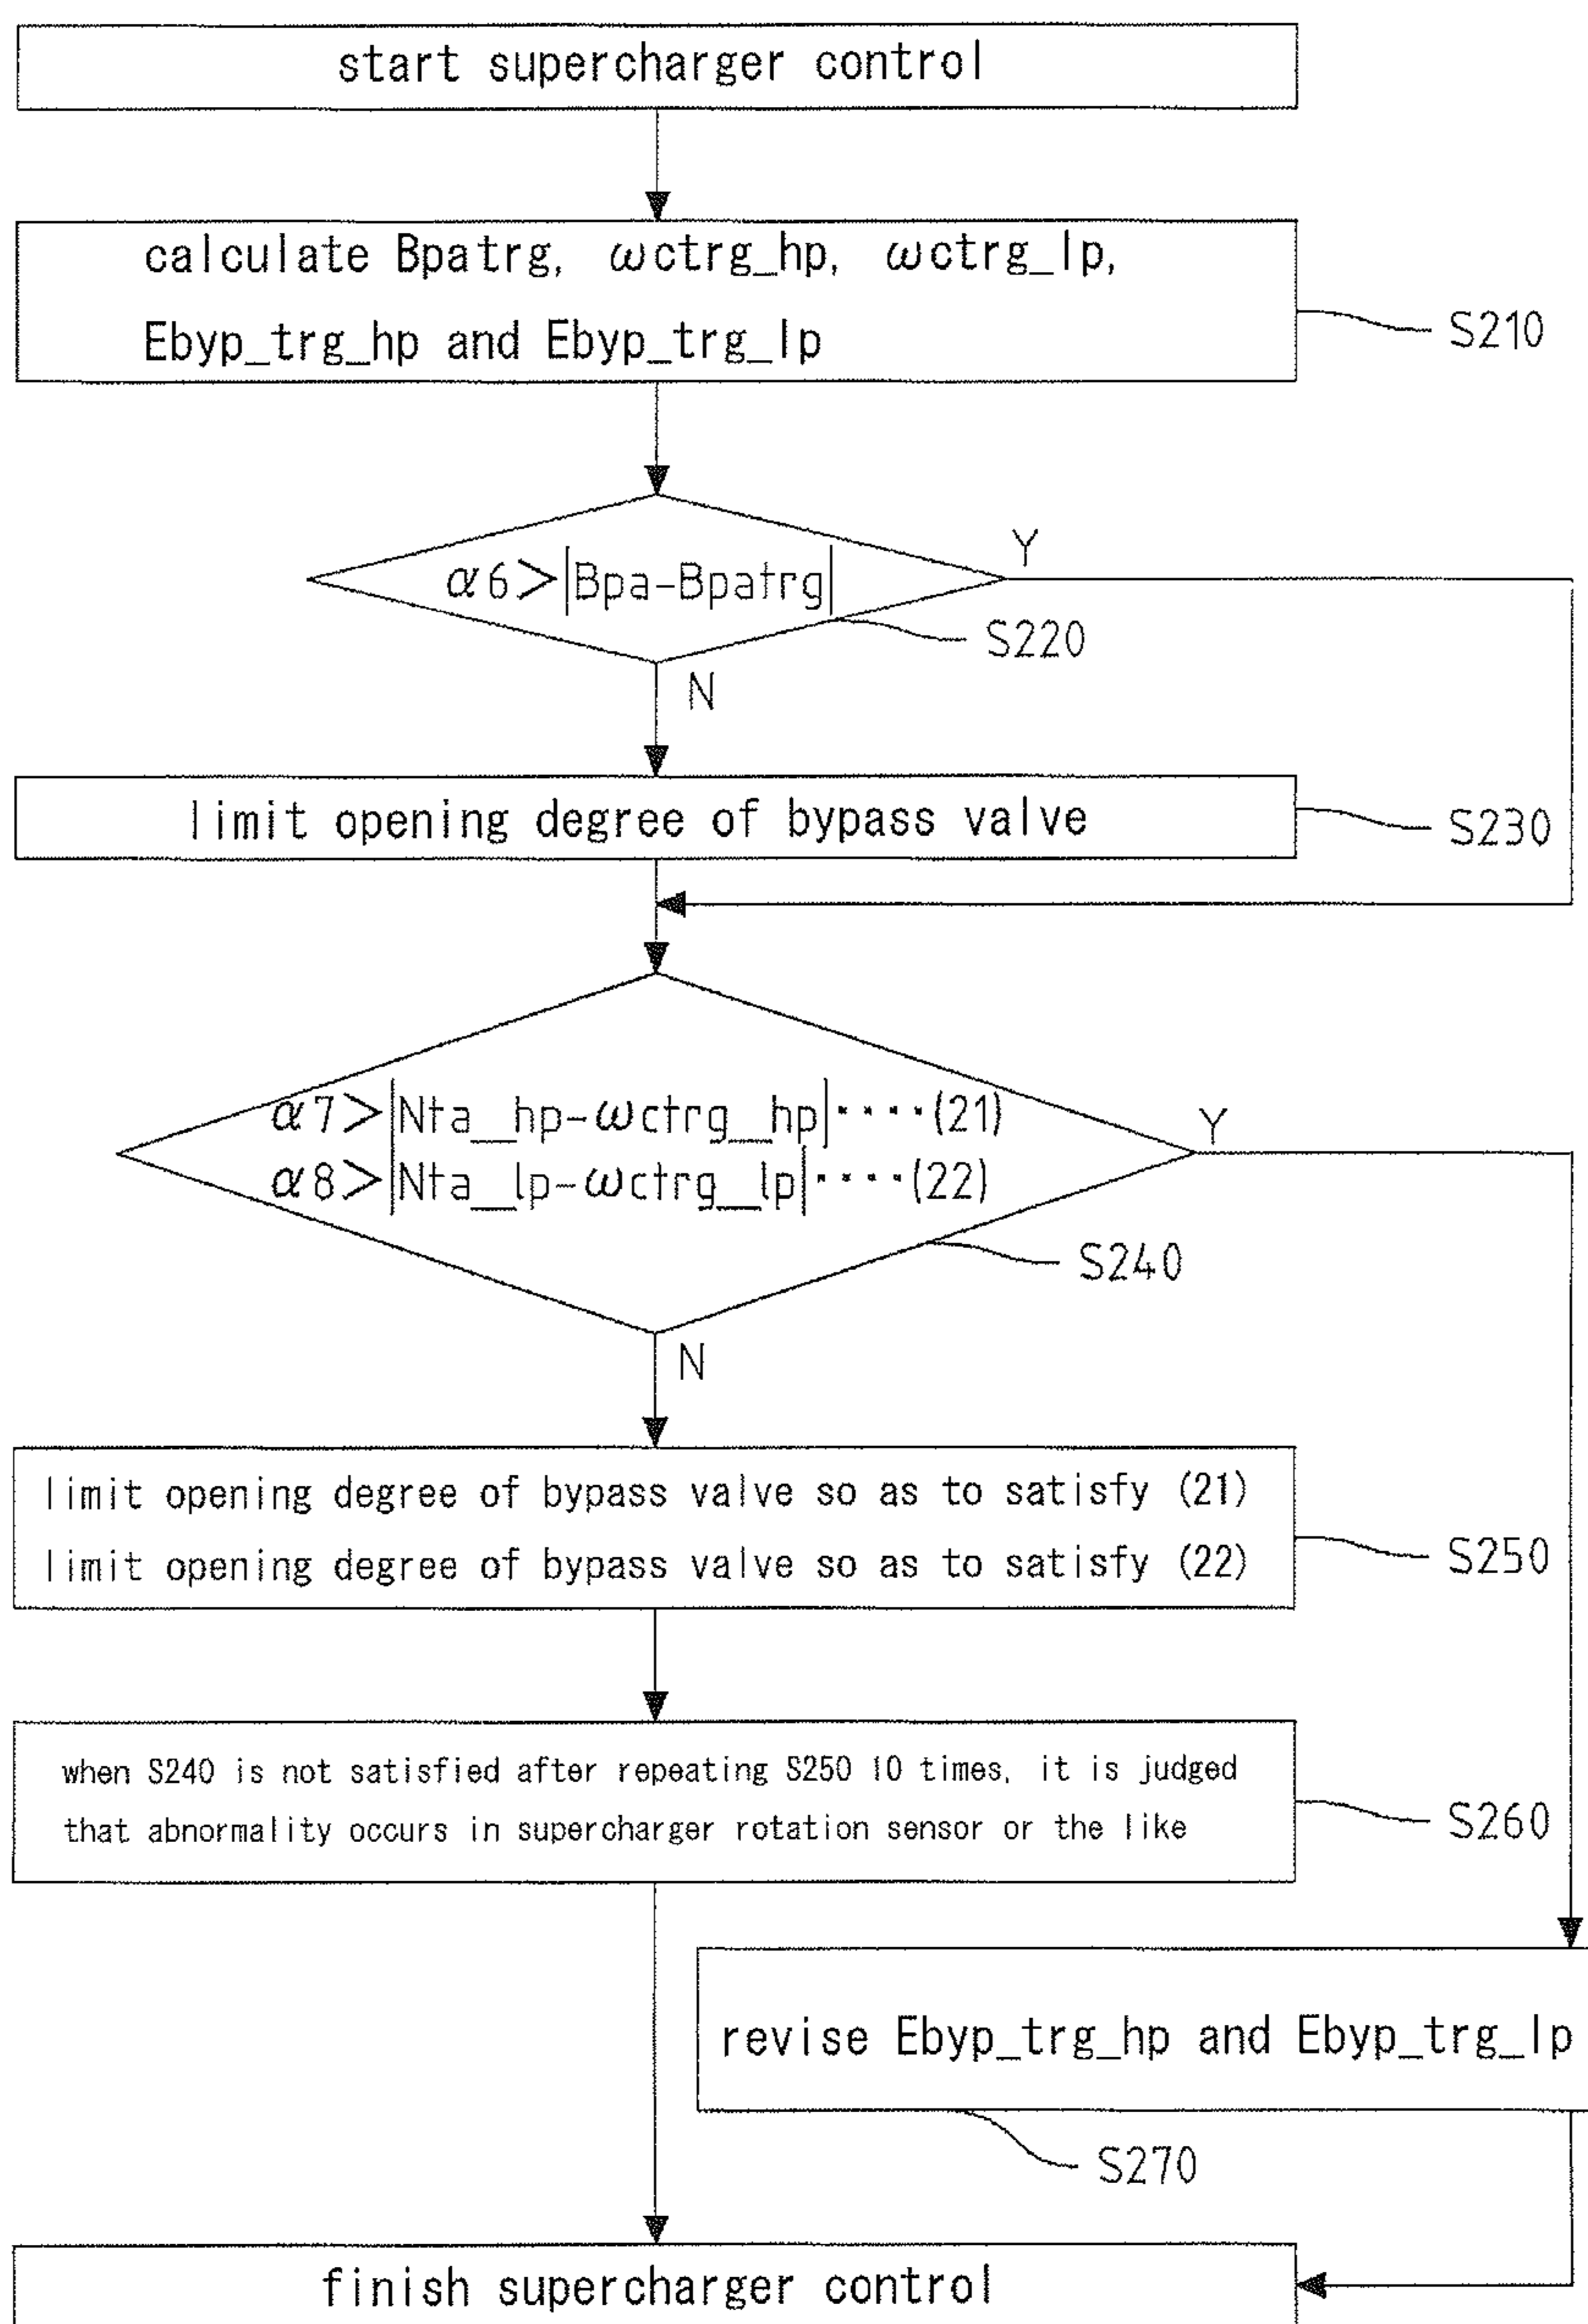 start supercharger control
calculate Bpatrg, ωctrg_hp, ωctrg_lp,
Ebyp_trg_hp and Ebyp_trg_lp
S210
Y
α6>|Bpa-Bpatrg|
S220
N
limit opening degree of bypass valve
S230
α7>|Nta_hp-ωctrg_hp|····(21)
Y
α8>|Nta_lp-ωctrg_lp|····(22)
S240
N
limit opening degree of bypass valve so as to satisfy (21)
limit opening degree of bypass valve so as to satisfy (22)
S250
when S240 is not satisfied after repeating S250 10 times, it is judged
that abnormality occurs in supercharger rotation sensor or the like
S260
revise Ebyp_trg_hp and Ebyp_trg_lp
S270
finish supercharger control